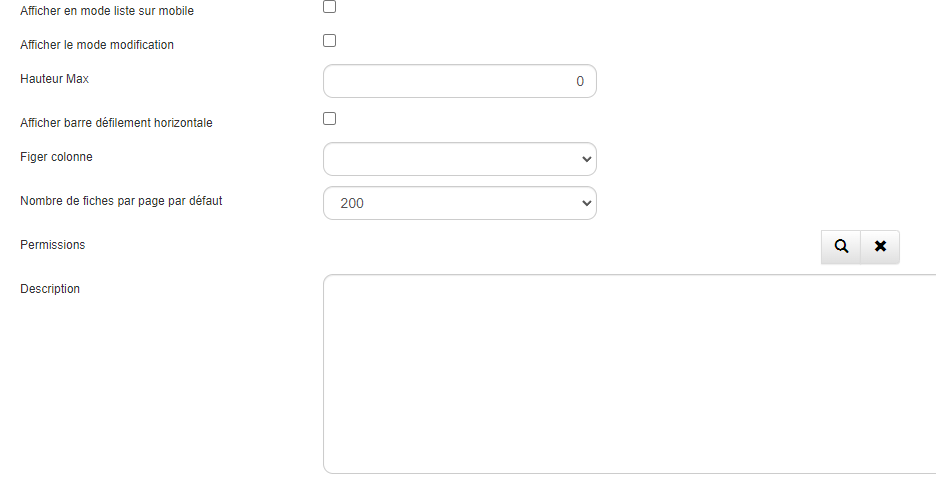 Afficher en mode liste sur mobile
Afficher le mode modification
Hauteur Max
0
Afficher barre défilement horizontale
Figer colonne
Nombre de fiches par page par défaut
200
Permissions
Description